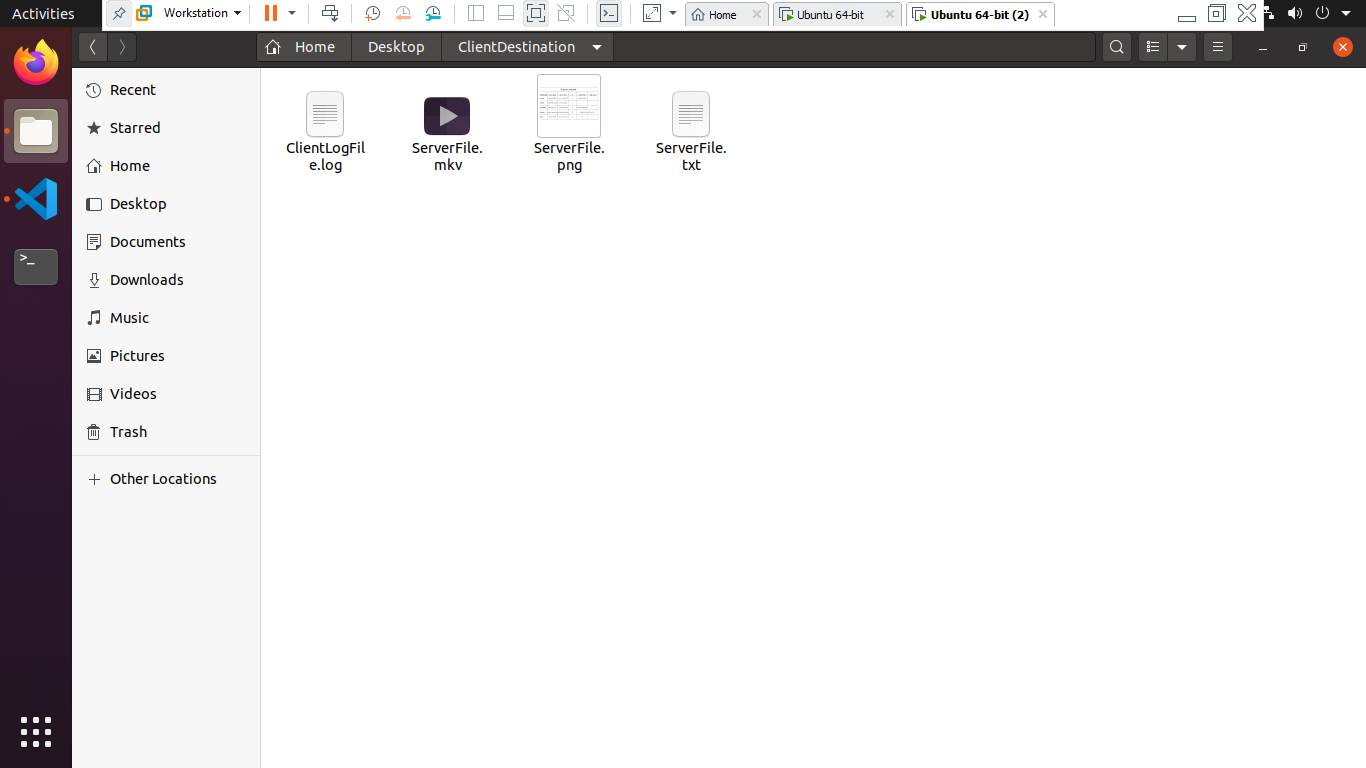 Activities
Workstation
Home
Ubuntu 64-bit
Ubuntu 64-bit (2)
Home
Desktop
ClientDestination
Recent
Starred
Home
Desktop
Documents
Downloads
Music
Pictures
Videos
Trash
Other Locations
ClientLogFil
e.log
ServerFile.
mkv
ServerFile.
png
ServerFile.
txt